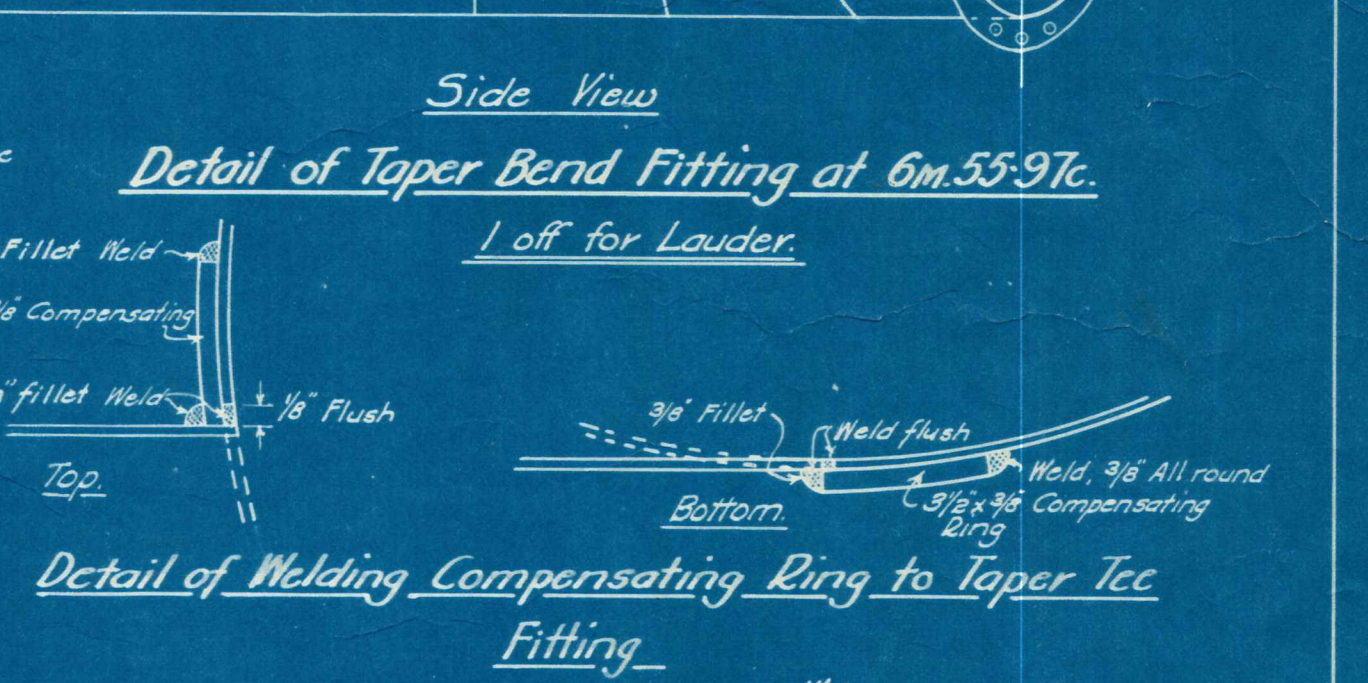 Side View
Detail of Taper Bend Fitting at 6m.55·97c.
1 off for Lauder.
Fillet Weld
Compensating
fillet Weld
1/8" Flush
Top.
3/8" Fillet
Weld flush
Weld, 3/8" All round
3 1/2" x 3/8" Compensating
Ring
Bottom.
Detail of Welding Compensating Ring to Taper Tee
Fitting